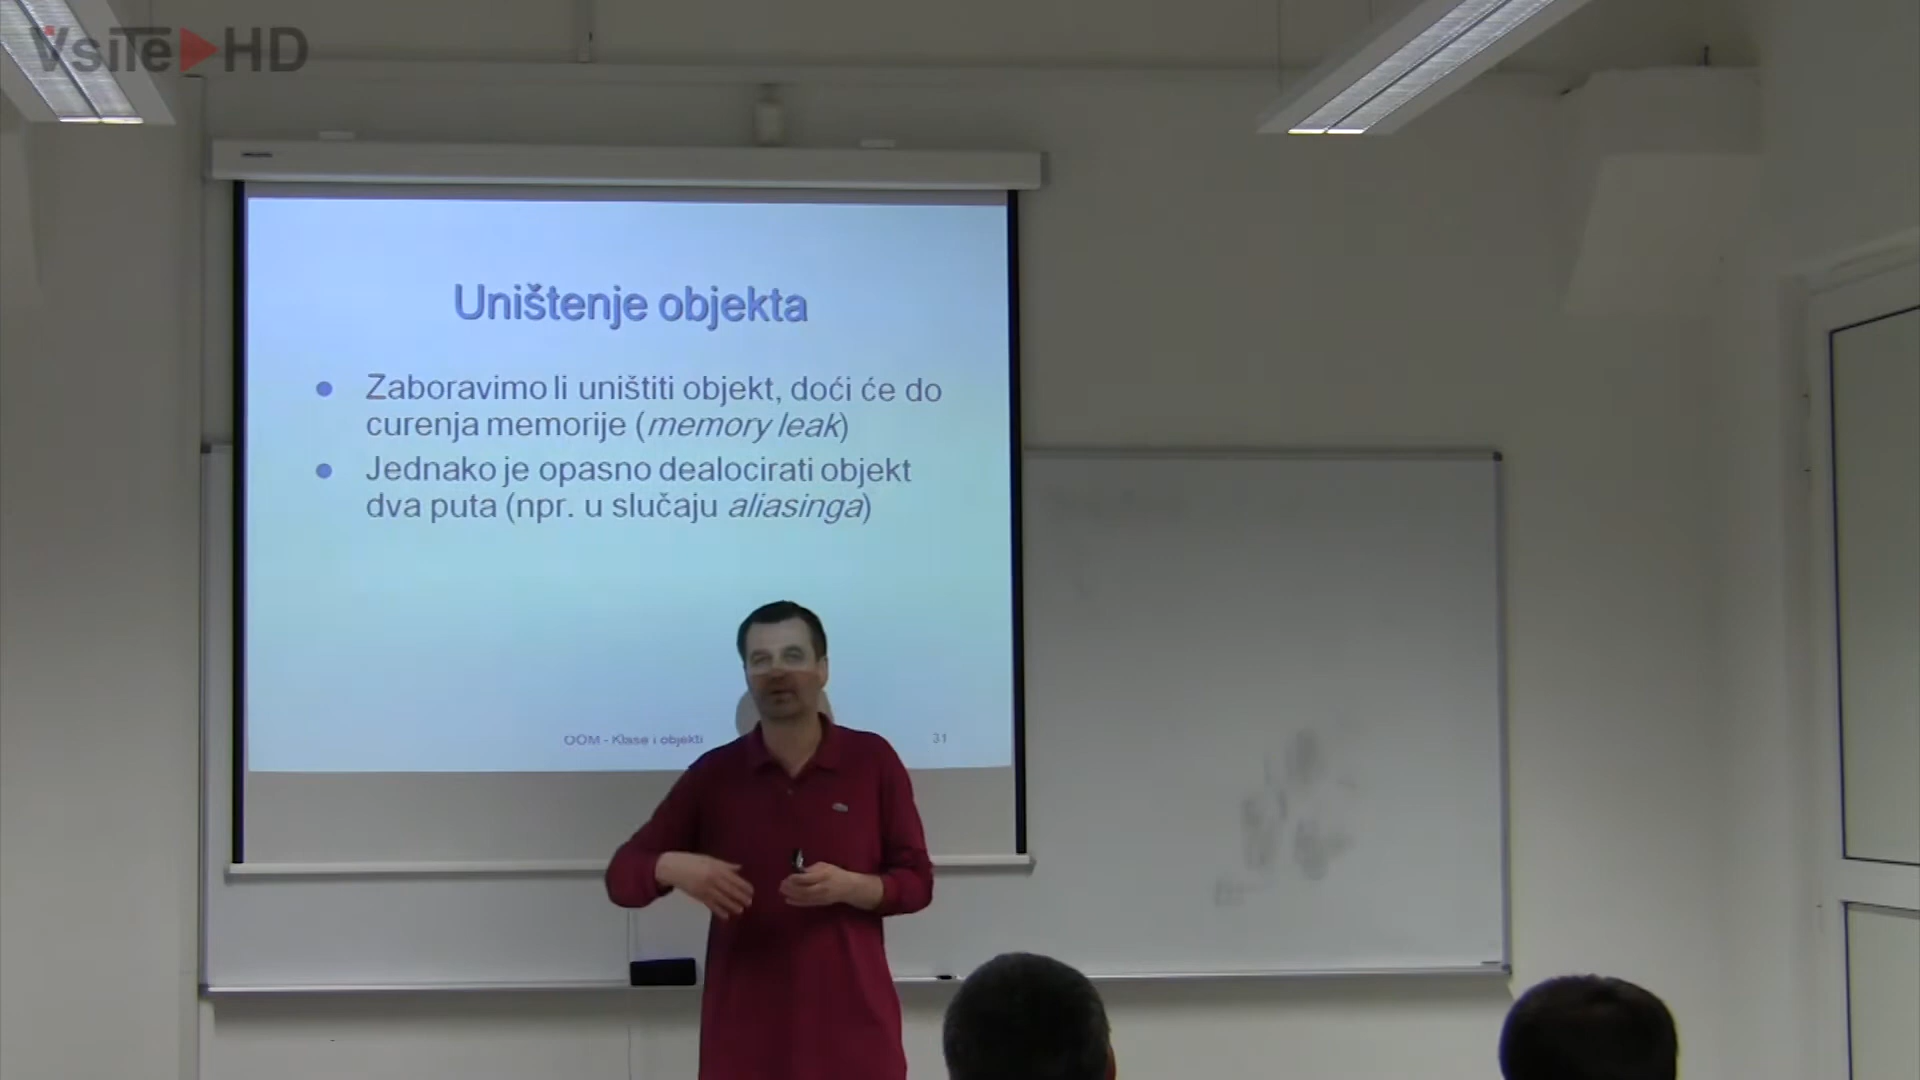 VsiTe HD
Uništenje objekta
Zaboravimo li uništiti objekt, doći će do
curenja memorije (memory leak)
Jednako je opasno dealocirati objekt
dva puta (npr. u slučaju aliasinga)
OOM - Klase i objekti
31